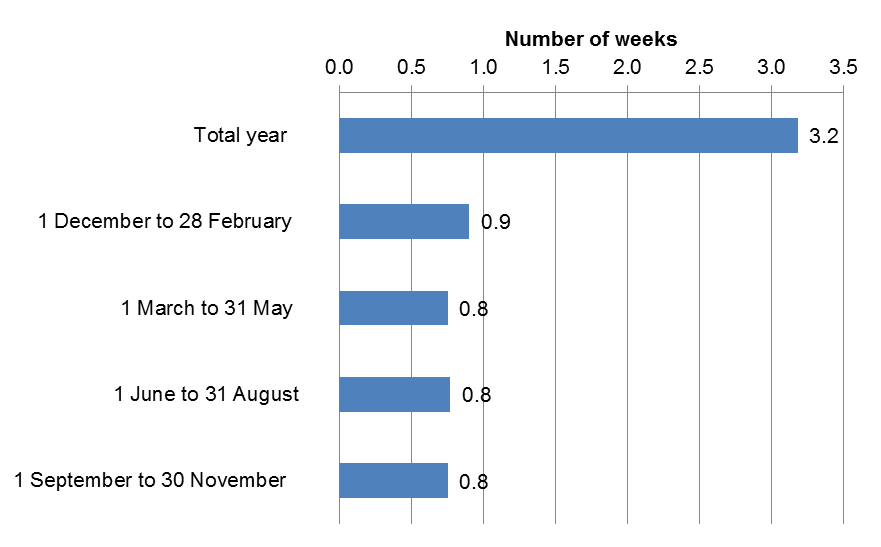 Number of weeks
0.0 0.5 1.0 1.5 2.0 2.5 3.0 3.5
Total year 3.2
1 December to 28 February 0.9
1 March to 31 May 0.8
1 June to 31 August 0.8
1 September to 30 November 0.8